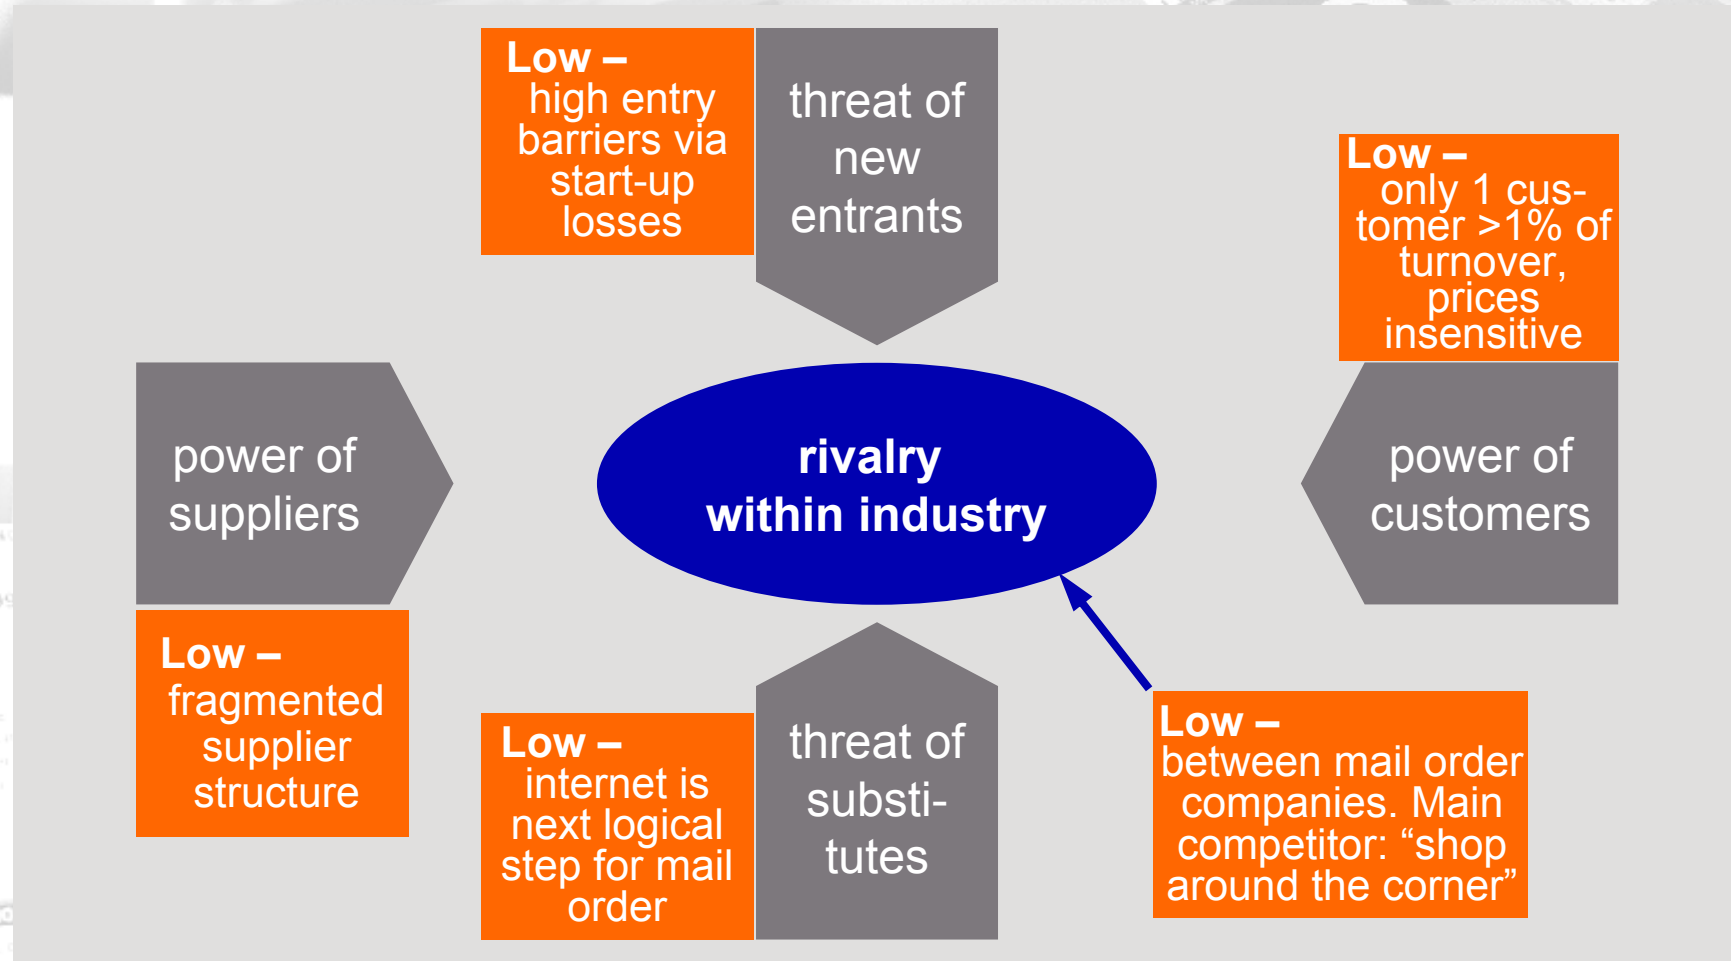 Low –
high entry
barriers via
start-up
losses
threat of
new
entrants
Low –
only 1 cus-
tomer >1% of
turnover,
prices
insensitive
power of
suppliers
rivalry
within industry
power of
customers
Low –
fragmented
supplier
structure
Low –
internet is
next logical
step for mail
order
threat of
substi-
tutes
Low –
between mail order
companies. Main
competitor: “shop
around the corner”